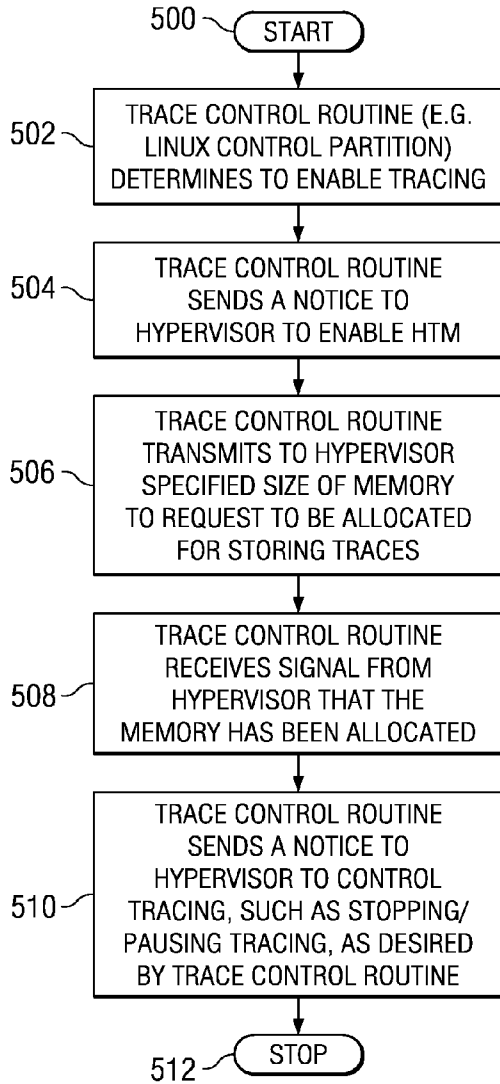 500
START
502
TRACE CONTROL ROUTINE (E.G.
LINUX CONTROL PARTITION)
DETERMINES TO ENABLE TRACING
504
TRACE CONTROL ROUTINE
SENDS A NOTICE TO
HYPERVISOR TO ENABLE HTM
506
TRACE CONTROL ROUTINE
TRANSMITS TO HYPERVISOR
SPECIFIED SIZE OF MEMORY
TO REQUEST TO BE ALLOCATED
FOR STORING TRACES
508
TRACE CONTROL ROUTINE
RECEIVES SIGNAL FROM
HYPERVISOR THAT THE
MEMORY HAS BEEN ALLOCATED
510
TRACE CONTROL ROUTINE
SENDS A NOTICE TO
HYPERVISOR TO CONTROL
TRACING, SUCH AS STOPPING/
PAUSING TRACING, AS DESIRED
BY TRACE CONTROL ROUTINE
512
STOP